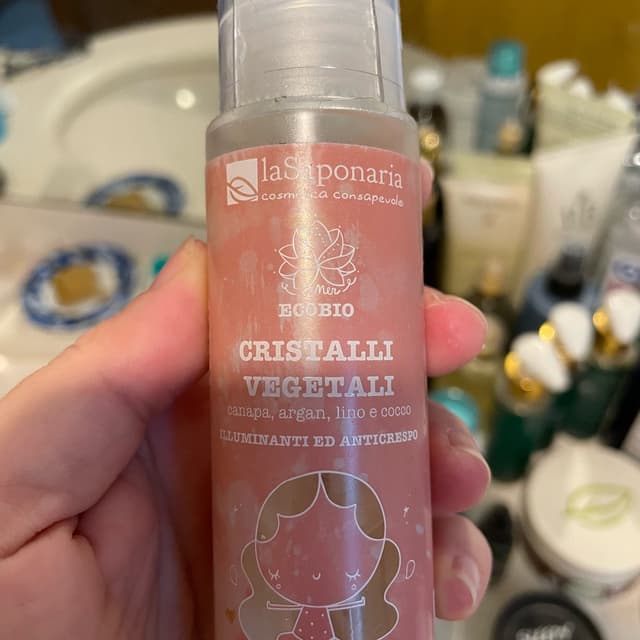 laSaponaria
cosmetica consapevole
ECOBIO
CRISTALLI
VEGETALI
canapa, argan, lino e cocco
ILLUMINANTI ED ANTICRESPO